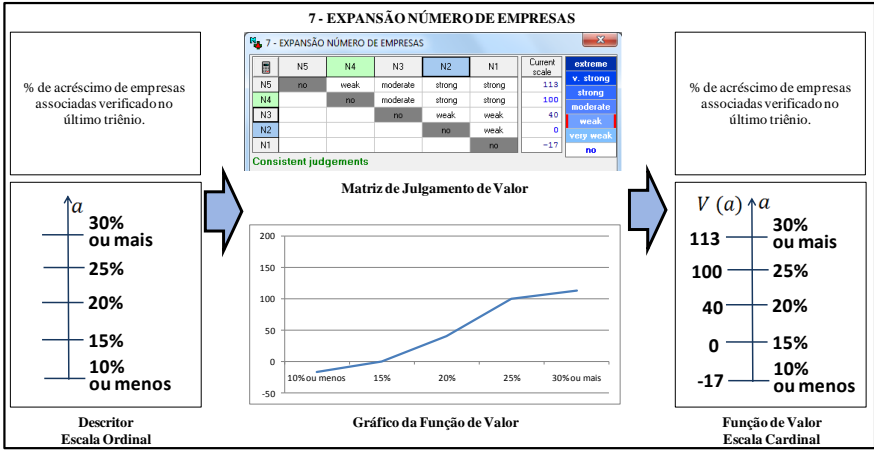 7 - EXPANSÃO NÚMERO DE EMPRESAS
% de acréscimo de empresas
associadas verificado no
último triênio.
a
30%
ou mais
25%
20%
15%
10%
ou menos
Descritor
Escala Ordinal
7 - EXPANSÃO NÚMERO DE EMPRESAS
N5 N4 N3 N2 N1 Current scale
N5 no weak moderate strong strong 113
N4 no moderate strong strong 100
N3 no weak weak 40
N2 no weak 0
N1 no -17
extreme
v. strong
strong
moderate
weak
very weak
no
Consistent judgements
Matriz de Julgamento de Valor
200
150
100
50
0
-50
10% ou menos 15% 20% 25% 30% ou mais
Gráfico da Função de Valor
% de acréscimo de empresas
associadas verificado no
último triênio.
V (a) a
113 30%
ou mais
100 25%
40 20%
0 15%
-17 10%
ou menos
Função de Valor
Escala Cardinal